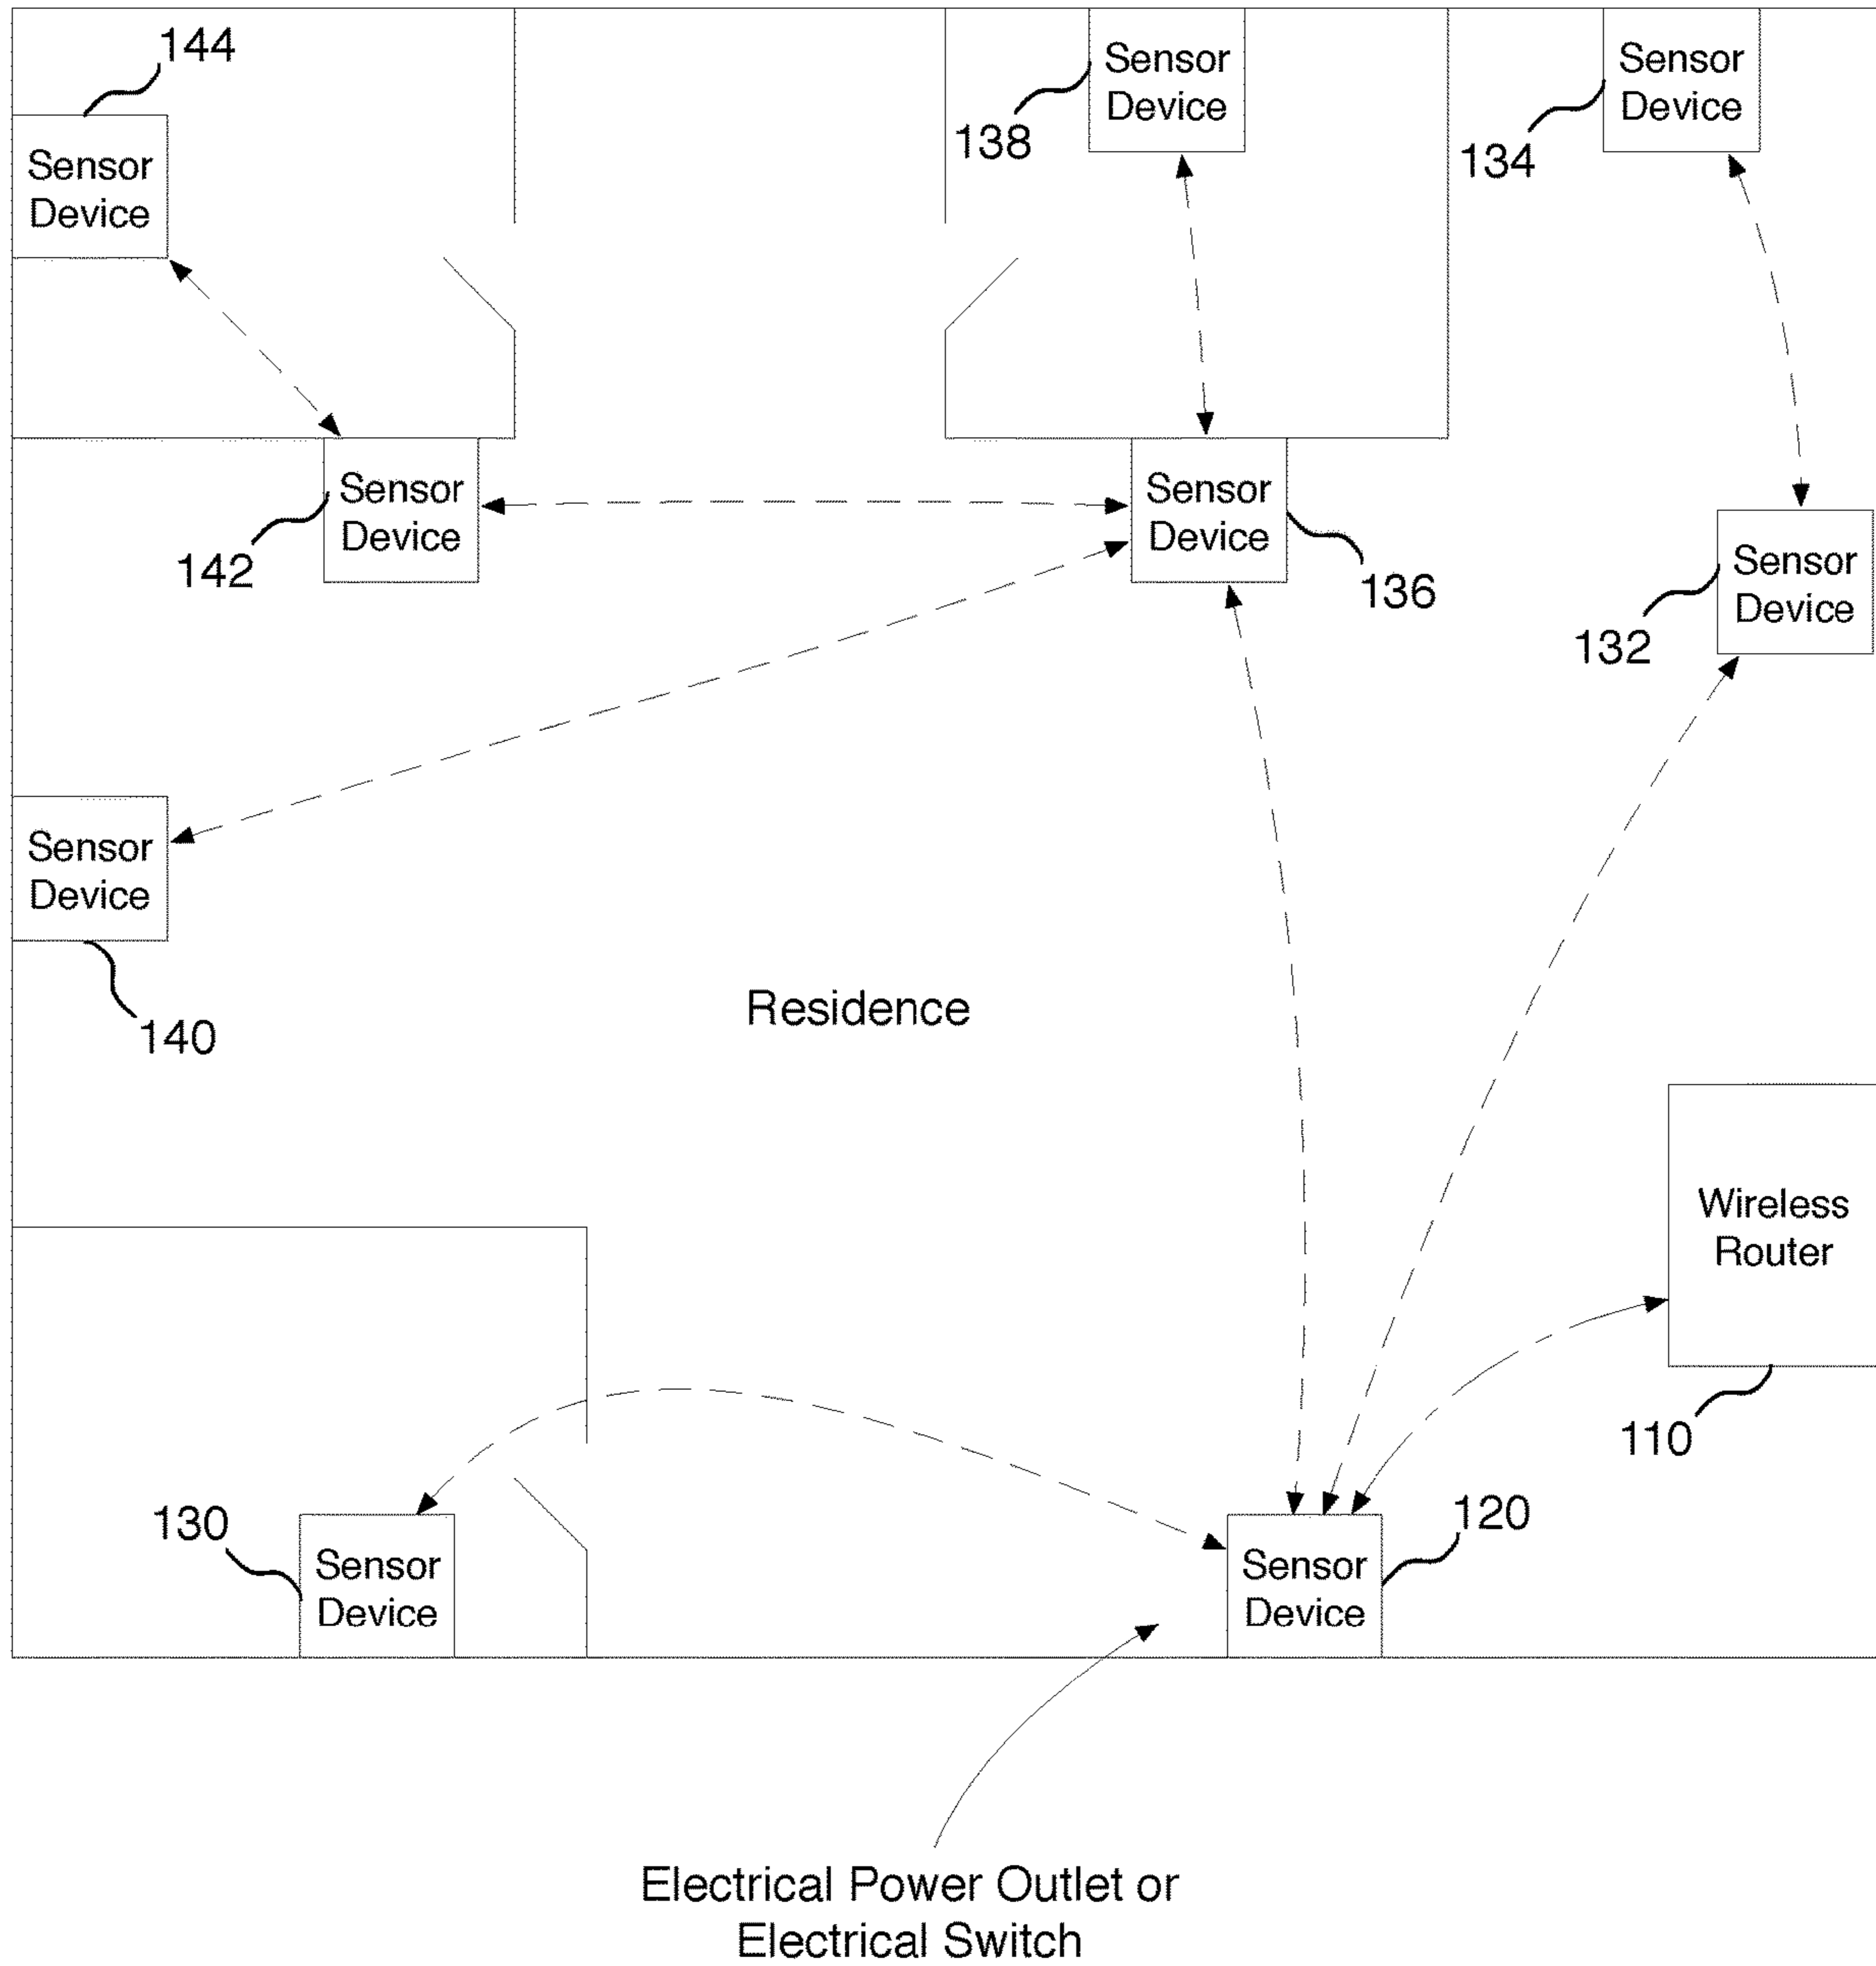 144
Sensor
Device
138
Sensor
Device
134
Sensor
Device
142
Sensor
Device
Sensor
Device
136
132
Sensor
Device
Sensor
Device
140
Residence
Wireless
Router
110
130
Sensor
Device
120
Sensor
Device
Electrical Power Outlet or
Electrical Switch